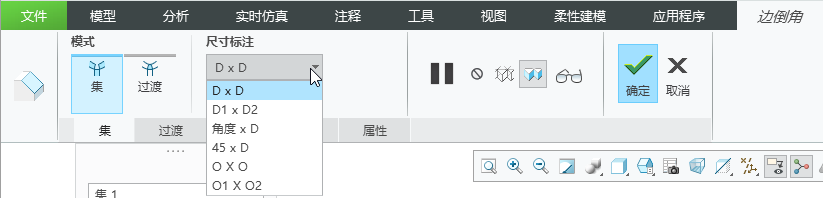 文件 模型 分析 实时仿真 注释 工具 视图 柔性建模 应用程序 边倒角
模式 尺寸标注
D x D
集 过渡 确定 取消
D x D
D1 x D2
角度 x D
集 过渡 属性
45 x D
O X O
O1 X O2
集 1